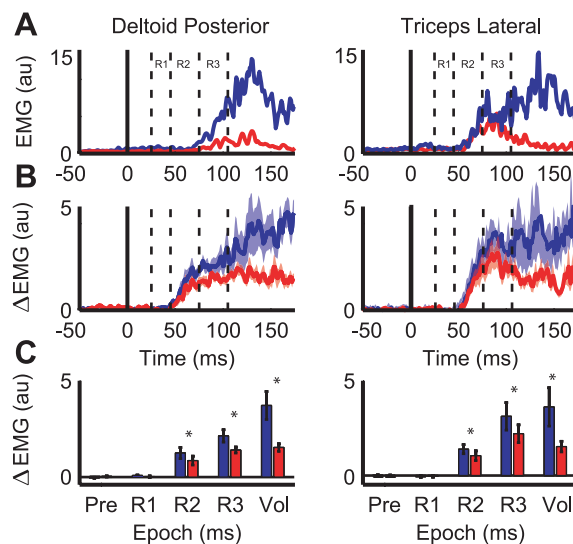 A
Deltoid Posterior
Triceps Lateral
EMG (au)
15
0
R1
R2
R3
-50
0
50
100
150
15
0
R1
R2
R3
-50
0
50
100
150
B
Δ EMG (au)
5
0
-50
0
50
100
150
Time (ms)
5
0
-50
0
50
100
150
Time (ms)
C
Δ EMG (au)
5
0
*
*
*
Pre
R1
R2
R3
Vol
Epoch (ms)
5
0
*
*
*
Pre
R1
R2
R3
Vol
Epoch (ms)